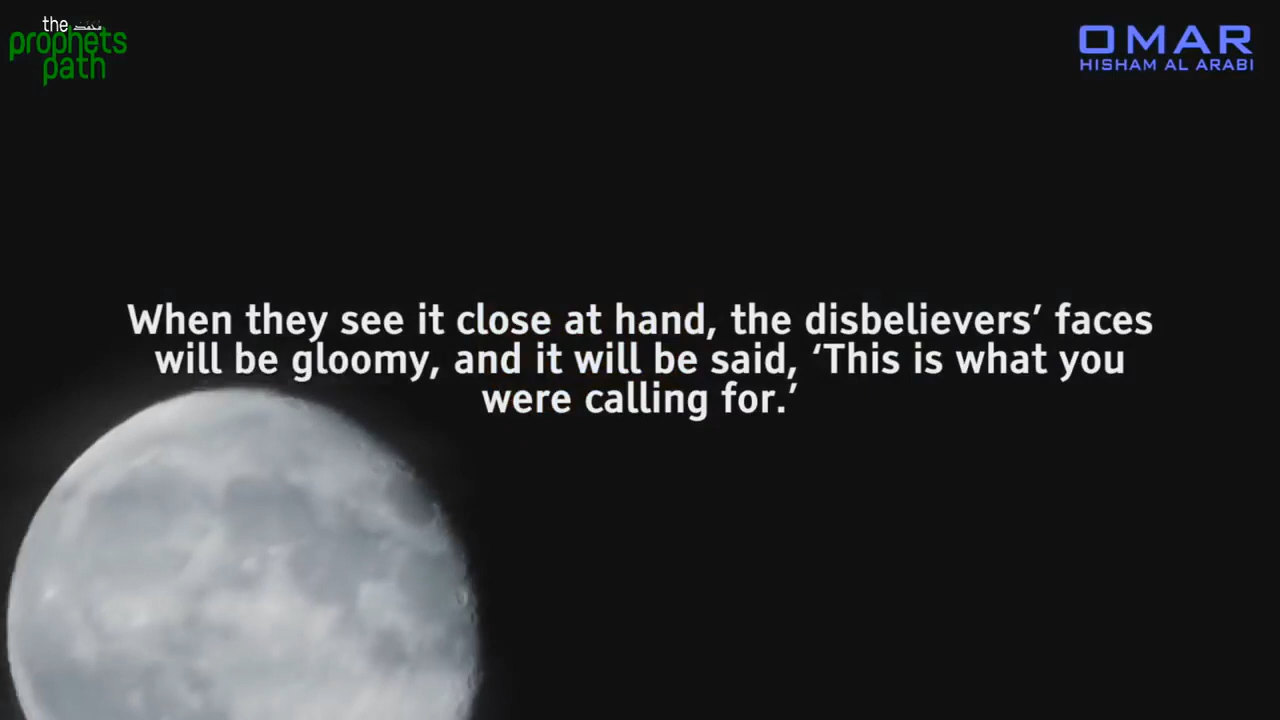 the
prophets
path
OMAR
HISHAM AL ARABI
When they see it close at hand, the disbelievers’ faces
will be gloomy, and it will be said, ‘This is what you
were calling for.’